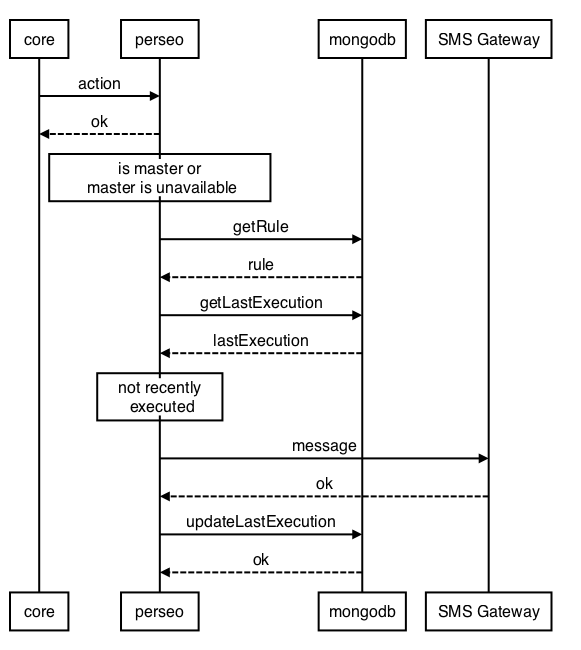 core
perseo
mongodb
SMS Gateway
action
ok
is master or
master is unavailable
getRule
rule
getLastExecution
lastExecution
not recently
executed
message
ok
updateLastExecution
ok
core
perseo
mongodb
SMS Gateway